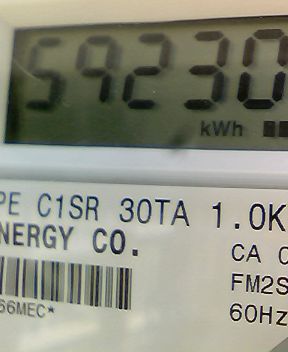 59230
kWh
PE C1SR 30TA 1.0K
NERGY CO.
CA 0
FM2S
66MEC*
60Hz